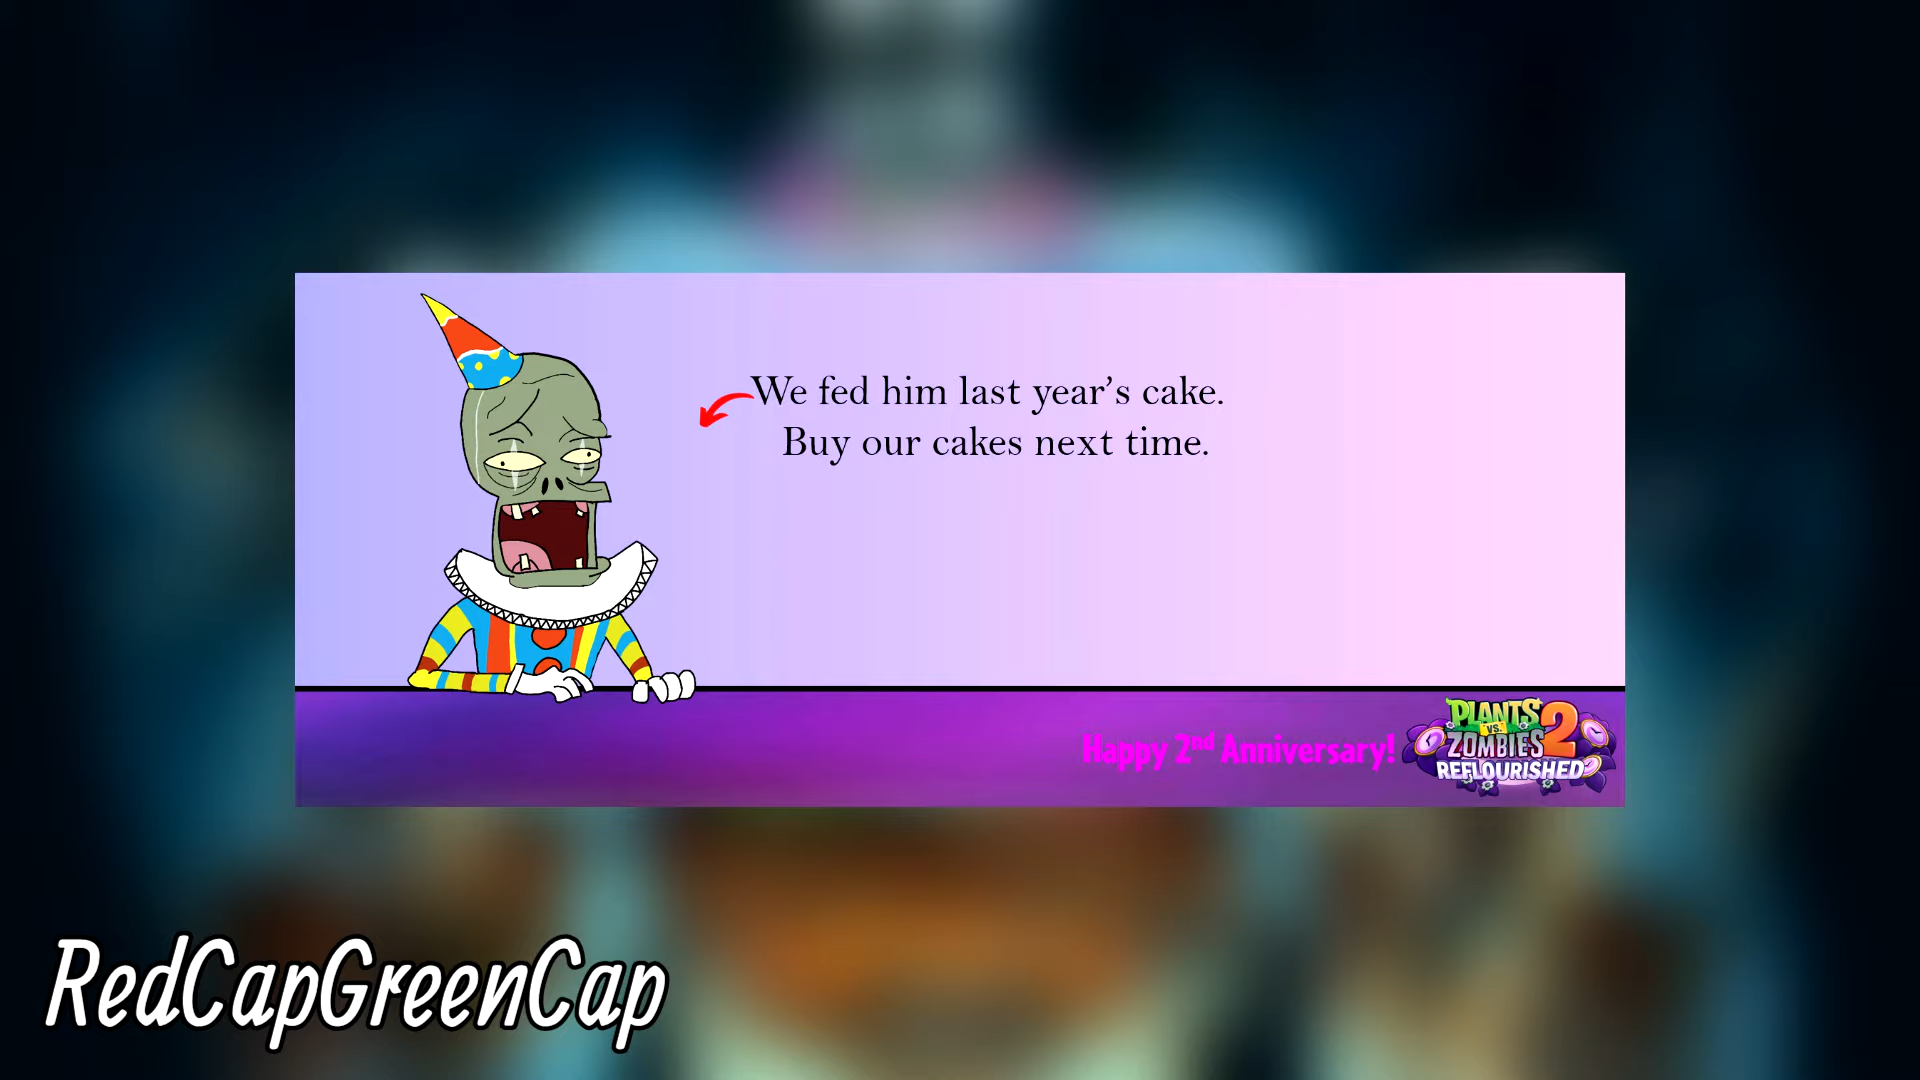 We fed him last year’s cake.
Buy our cakes next time.
Happy 2nd Anniversary!
PLANTS
VS.
ZOMBIES 2
REFLOURISHED
RedCapGreenCap